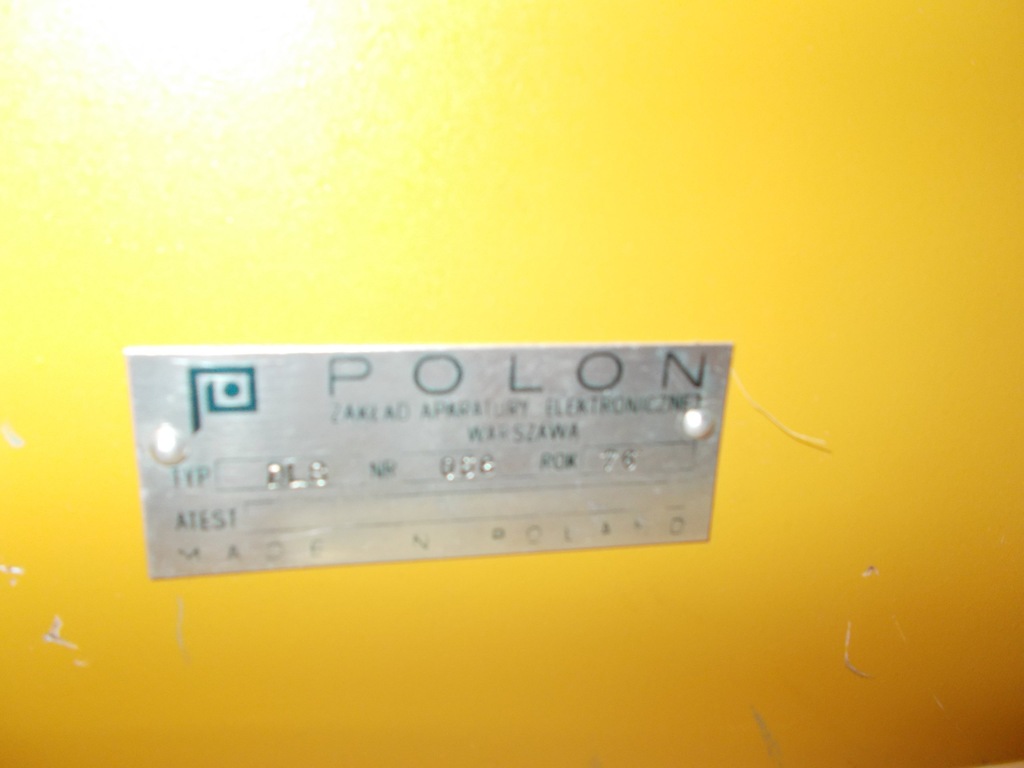 POLON
ZAKŁAD APARATURY ELEKTRONICZNEJ
WARSZAWA
TYP NR ROK 76
ATEST
MADE IN POLAND